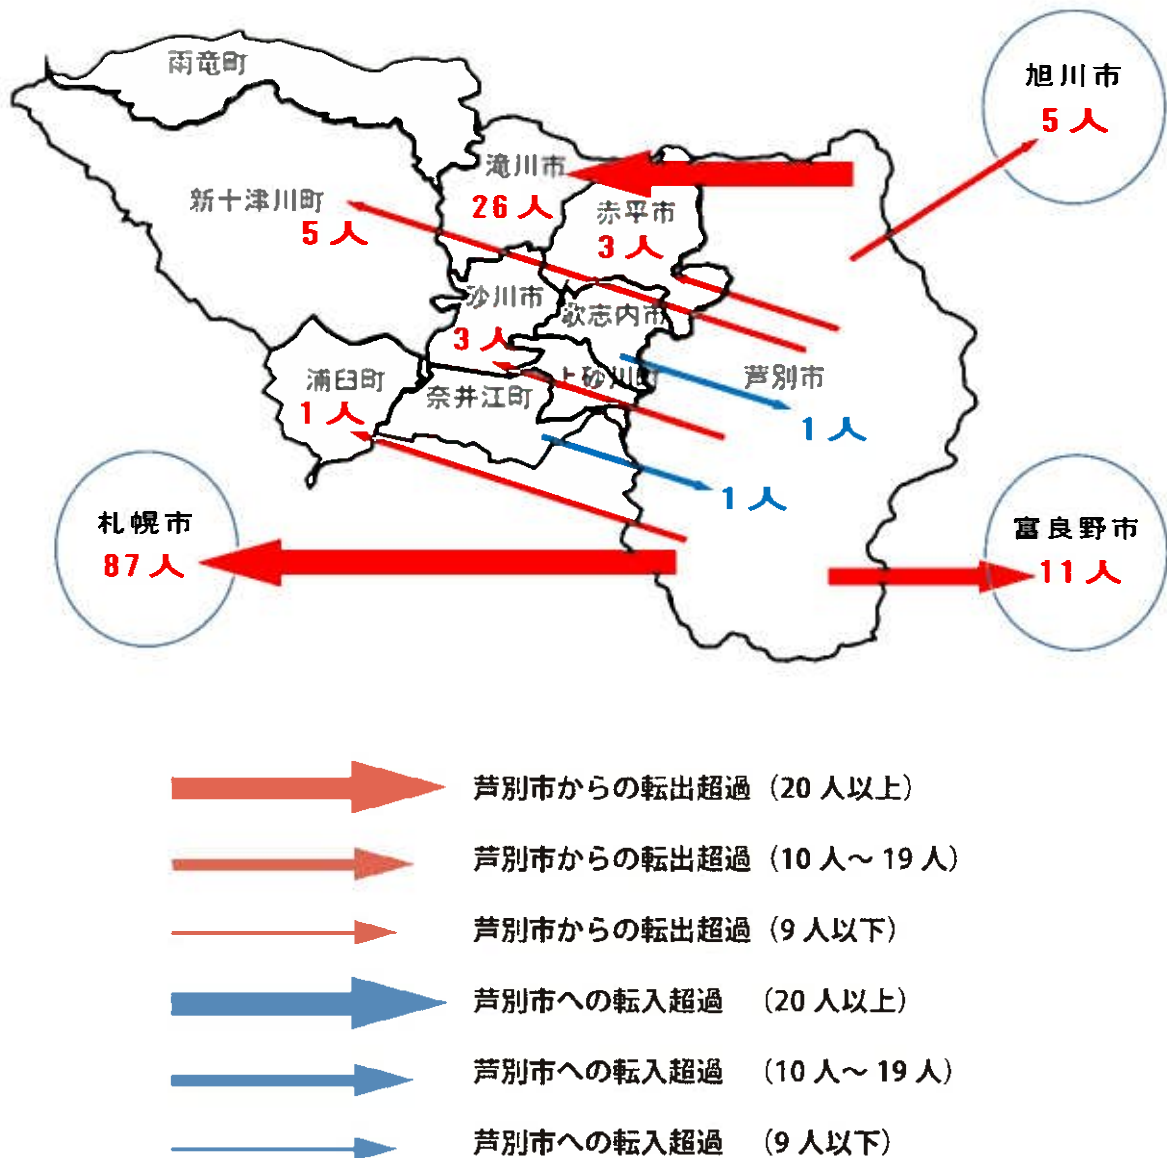 雨竜町
旭川市
5人
滝川市
26人
新十津川町
5人
赤平市
3人
砂川市
3人
歌志内市
浦臼町
1人
奈井江町
上砂川町
芦別市
1人
1人
札幌市
87人
富良野市
11人
芦別市からの転出超過（20人以上）
芦別市からの転出超過（10人～19人）
芦別市からの転出超過（9人以下）
芦別市への転入超過　（20人以上）
芦別市への転入超過　（10人～19人）
芦別市への転入超過　（9人以下）